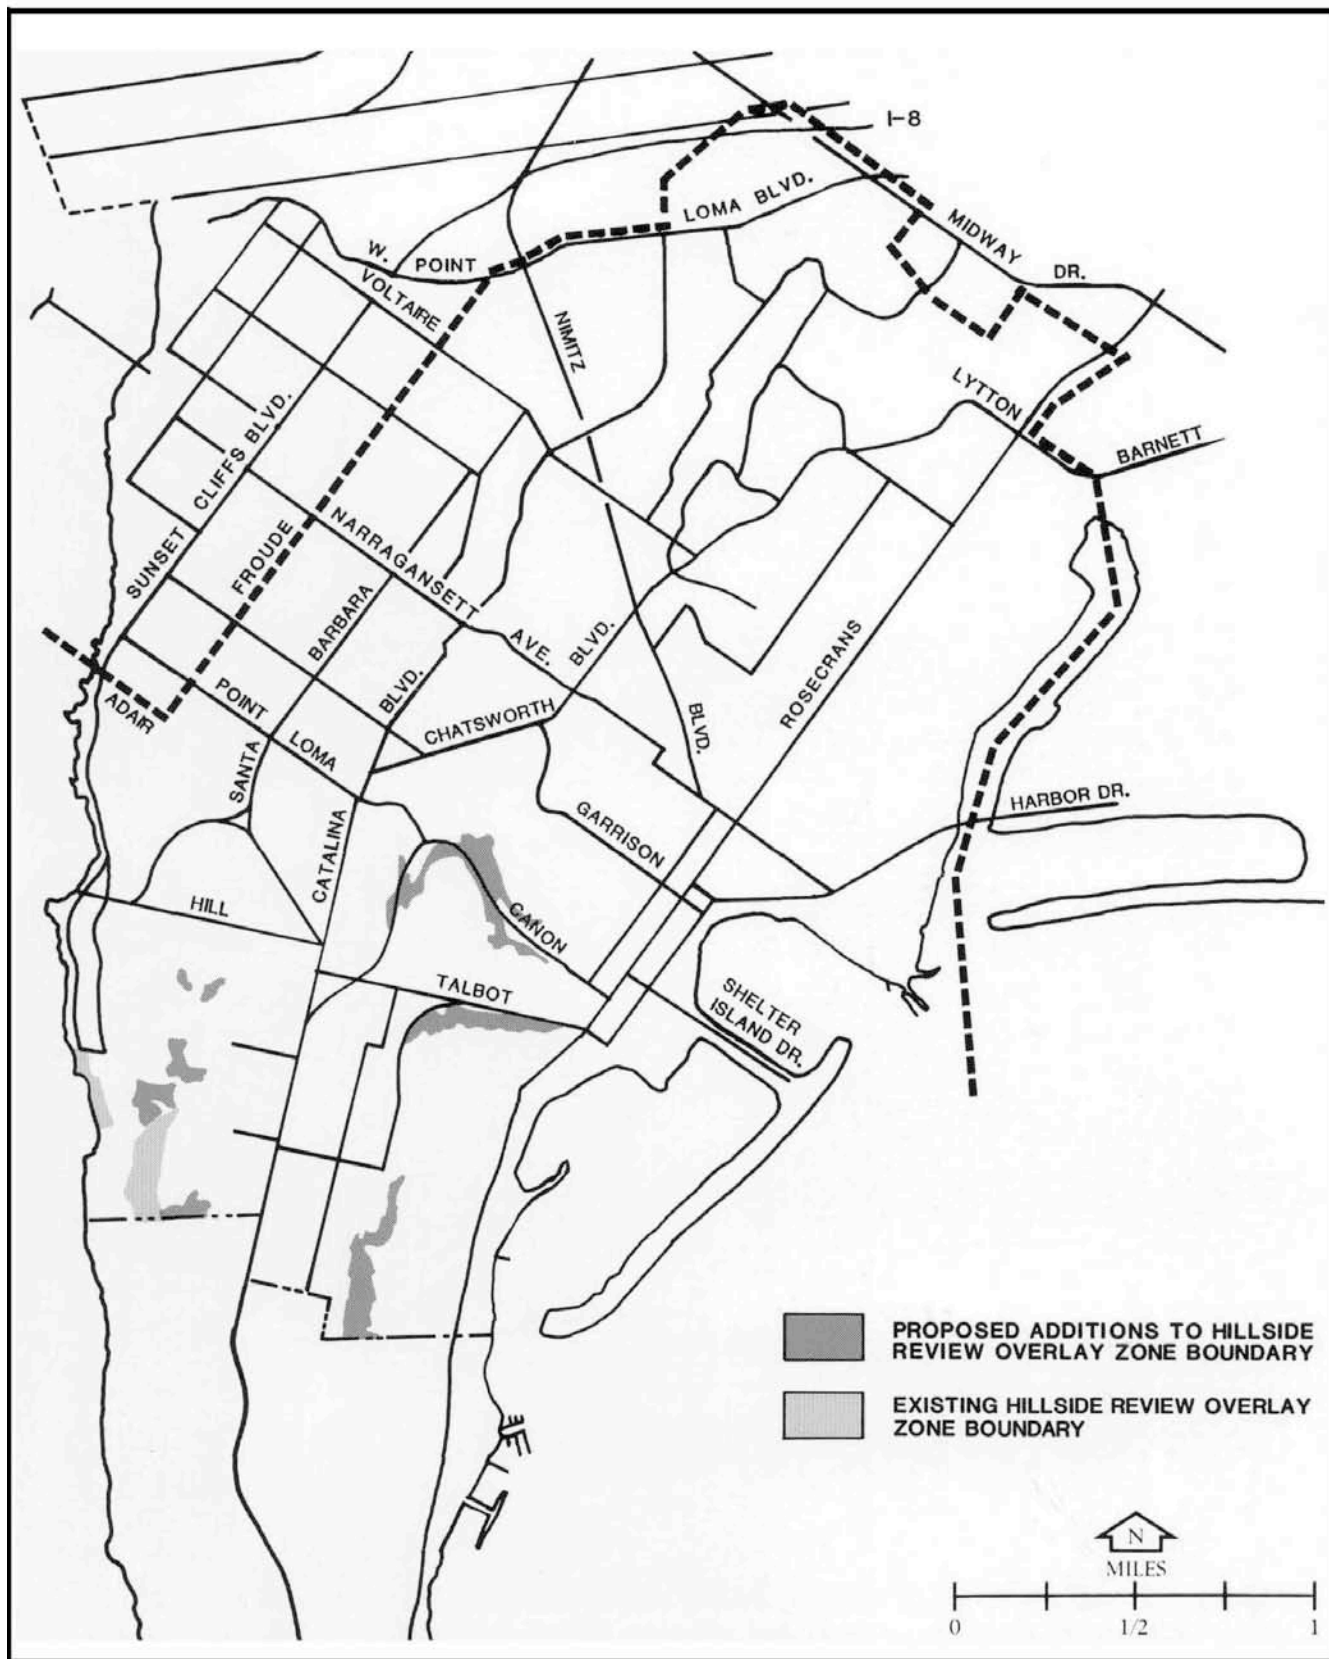 I-8
LOMA BLVD.
MIDWAY
DR.
W.
POINT
VOLTAIRE
NIMITZ
LYTTON
BARNETT
SUNSET
CLIFFS BLVD.
FROUDE
NARRAGANSETT
AVE.
BARBARA
BLVD.
BLVD.
ROSECRANS
ADAIR
POINT
LOMA
CHATSWORTH
BLVD.
SANTA
HARBOR DR.
GARRISON
CATALINA
HILL
CANON
TALBOT
SHELTER
ISLAND DR.
PROPOSED ADDITIONS TO HILLSIDE
REVIEW OVERLAY ZONE BOUNDARY
EXISTING HILLSIDE REVIEW OVERLAY
ZONE BOUNDARY
N
MILES
0 1/2 1